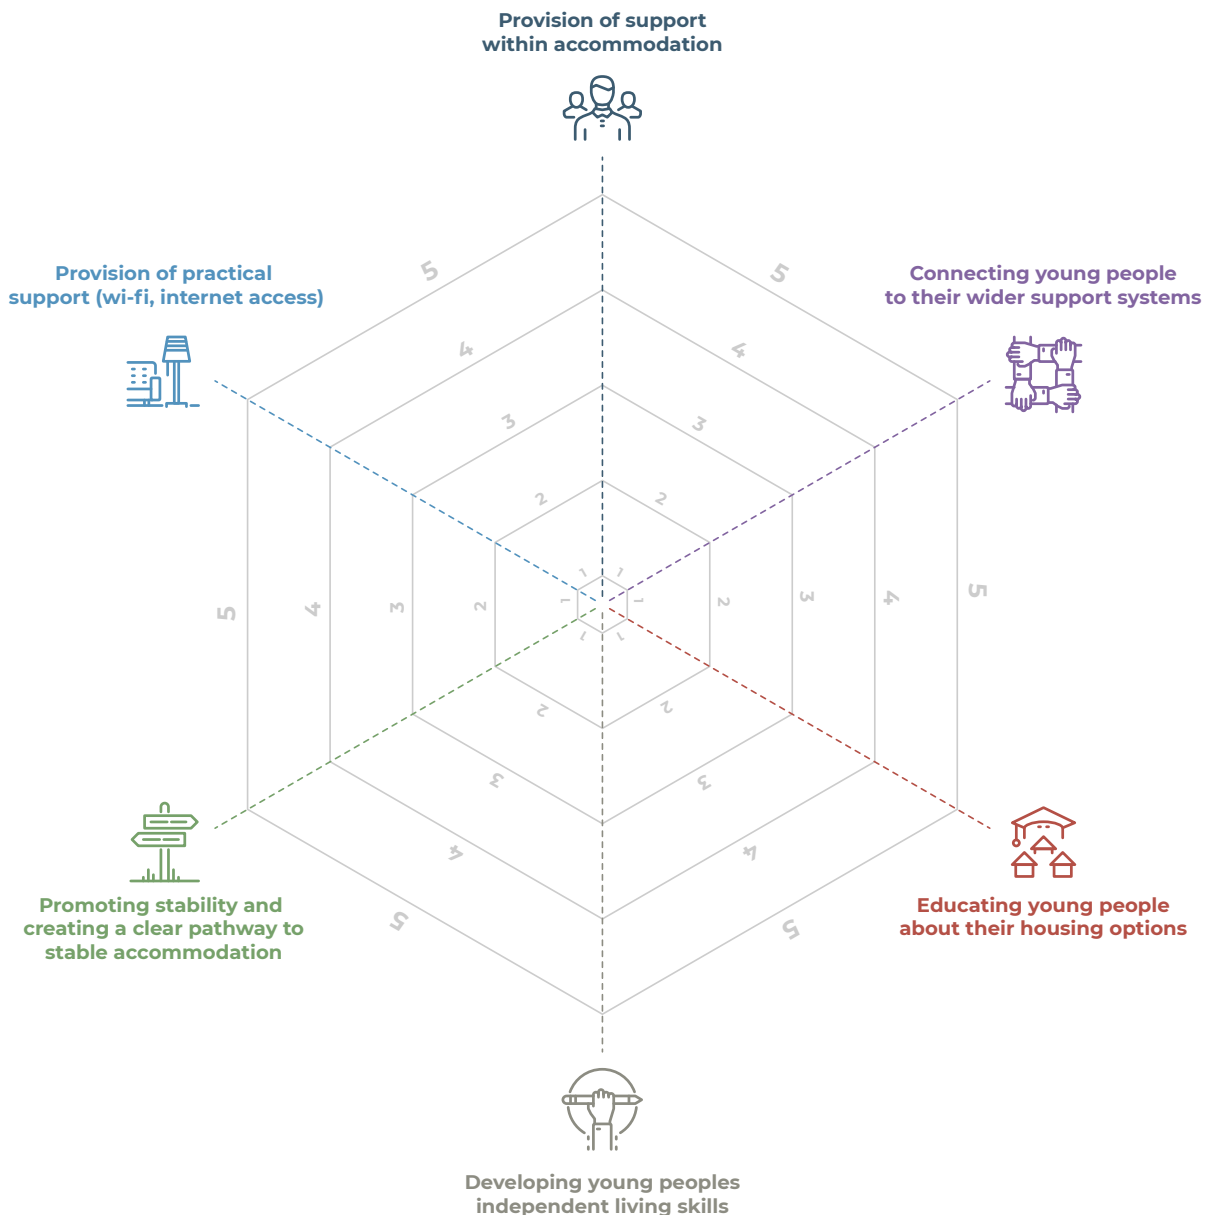 Provision of support
within accommodation
Provision of practical
support (wi-fi, internet access)
Connecting young people
to their wider support systems
5
5
4
4
3
3
2
2
1
1
5
4
3
2
1
1
2
3
4
5
1
1
2
2
3
3
4
4
5
5
Promoting stability and
creating a clear pathway to
stable accommodation
Educating young people
about their housing options
Developing young peoples
independent living skills